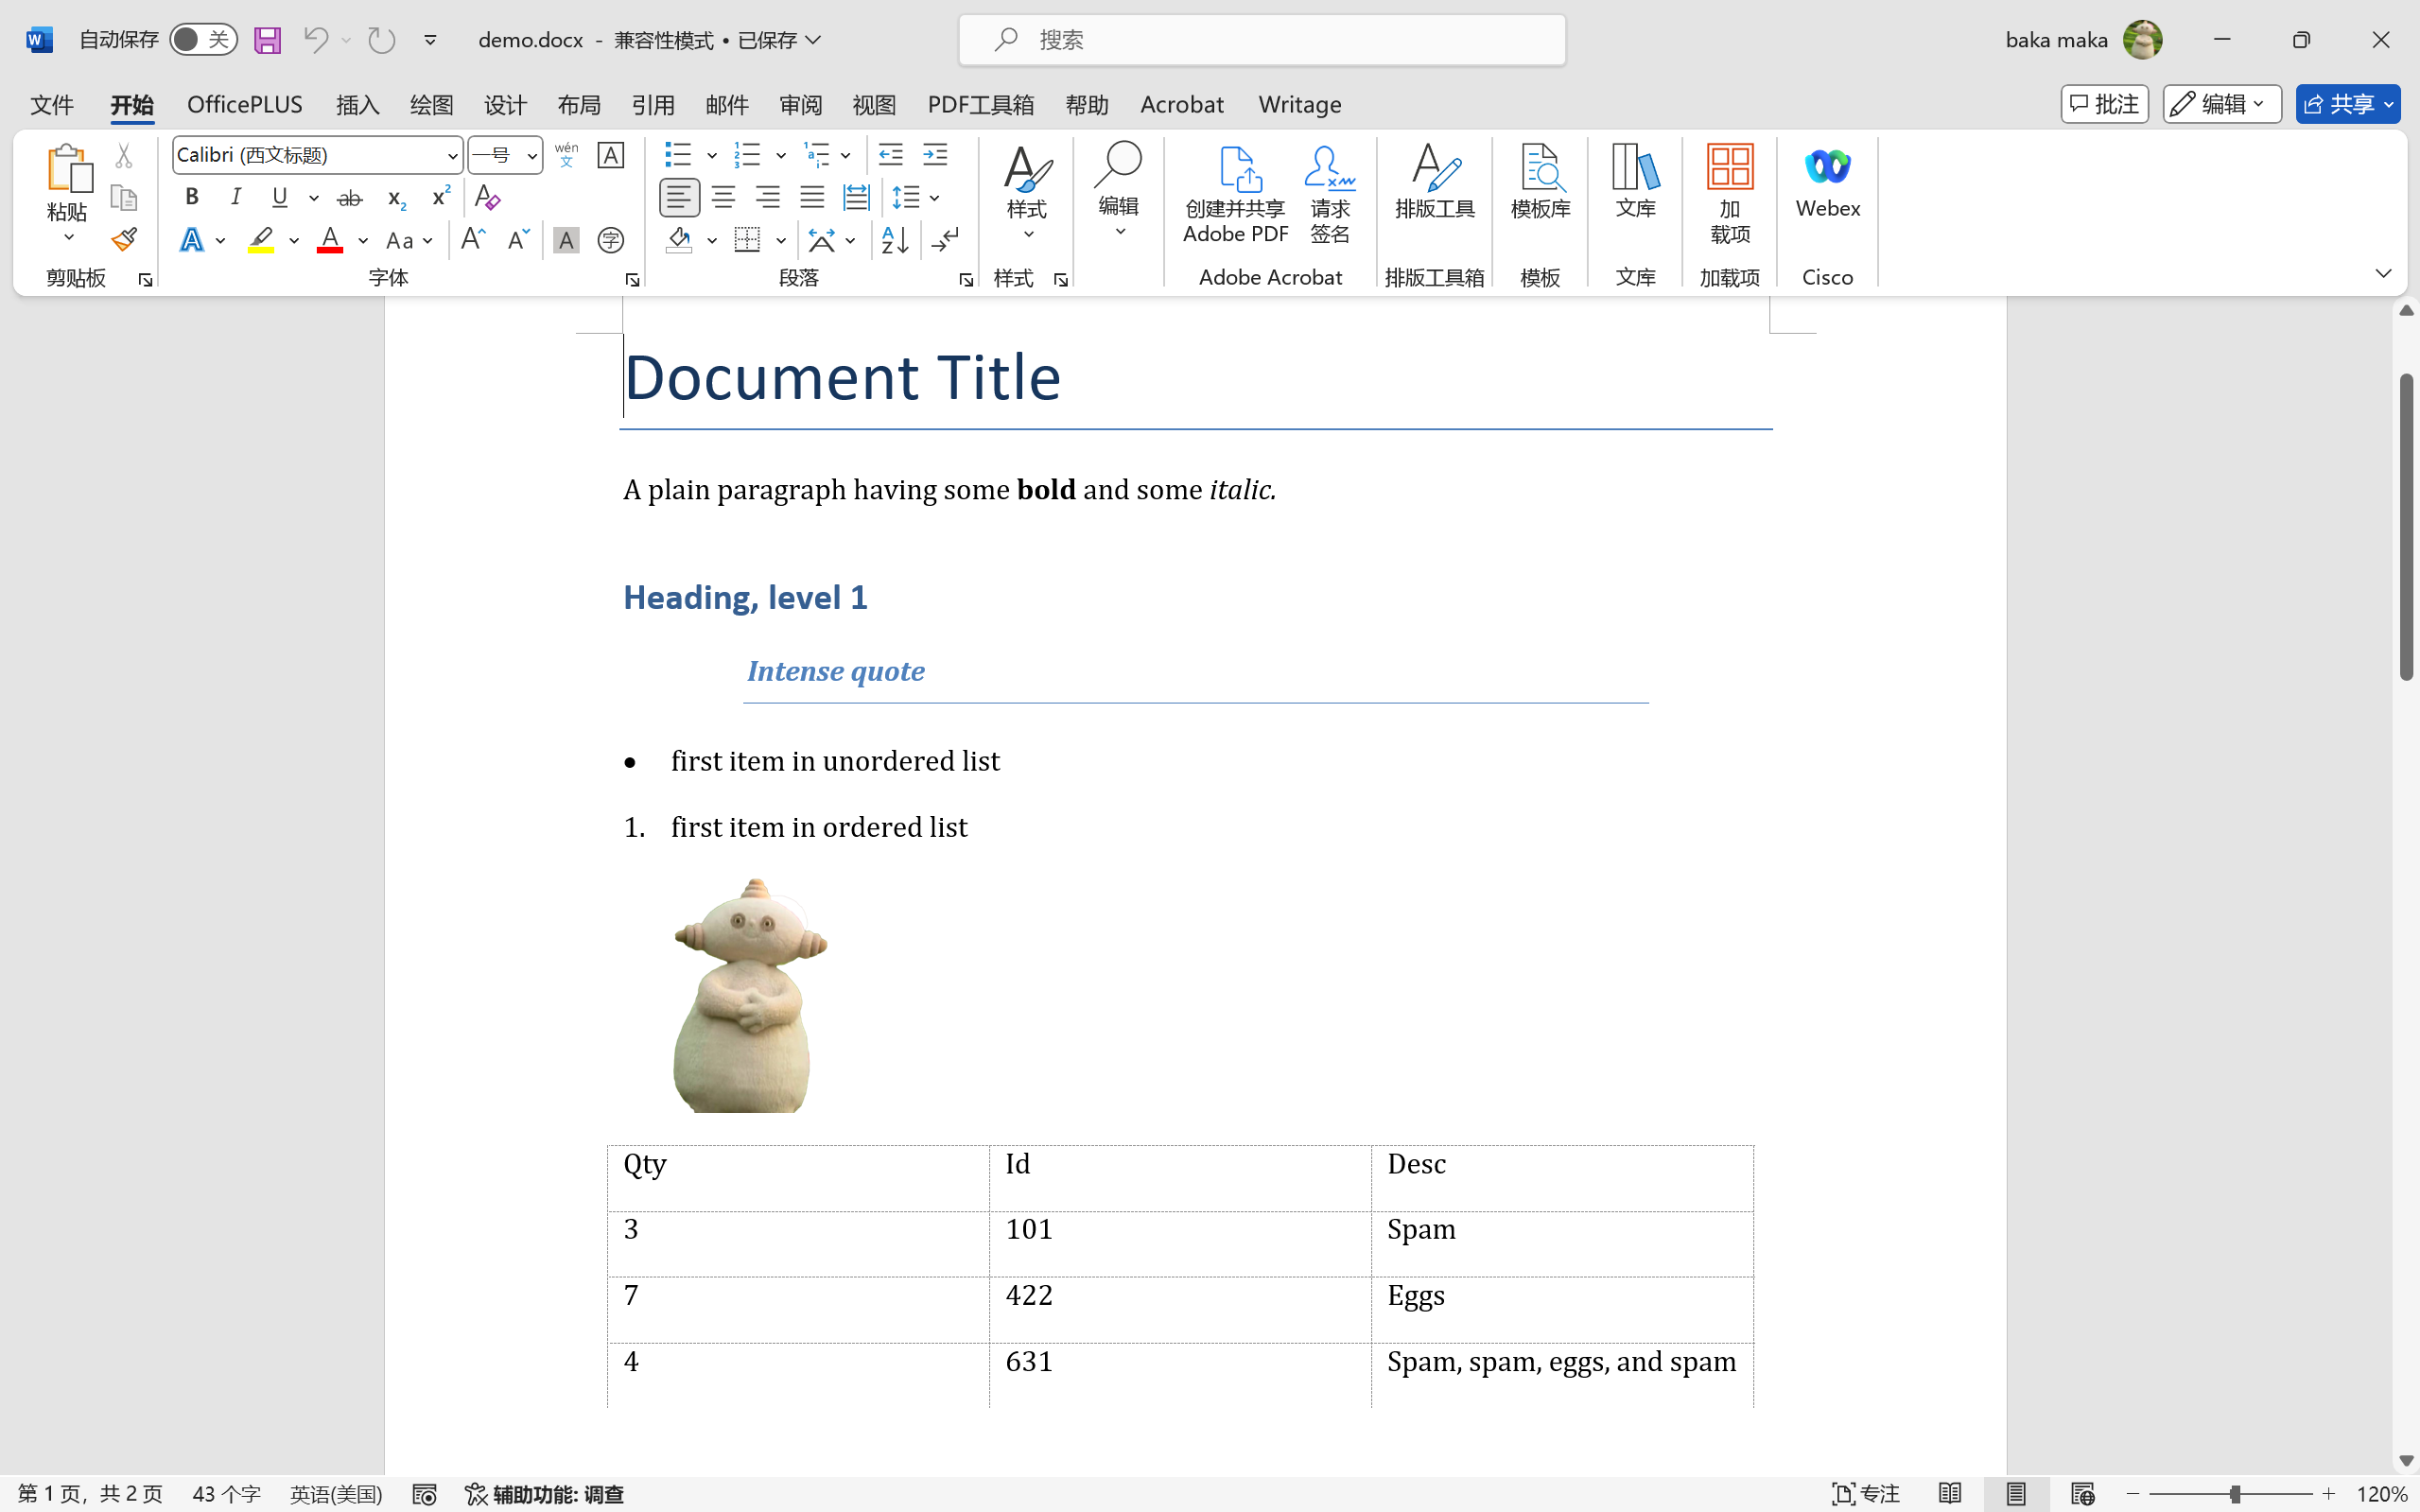 自动保存 关 demo.docx - 兼容性模式 • 已保存 搜索 baka maka
文件 开始 OfficePLUS 插入 绘图 设计 布局 引用 邮件 审阅 视图 PDF工具箱 帮助 Acrobat Writage 批注 编辑 共享
粘贴
剪贴板
Calibri (西文标题) 一号 wén 文 A
B I U ab x2 x2 A
A A Aa A A A 字
字体
段落
样式
样式
编辑
创建并共享
Adobe PDF
请求
签名
Adobe Acrobat
排版工具
排版工具箱
模板库
模板
文库
文库
加
载项
加载项
Webex
Cisco
Document Title
A plain paragraph having some bold and some italic.
Heading, level 1
Intense quote
• first item in unordered list
1. first item in ordered list
Qty Id Desc
3 101 Spam
7 422 Eggs
4 631 Spam, spam, eggs, and spam
第 1 页，共 2 页 43 个字 英语(美国) 辅助功能: 调查 专注 120%